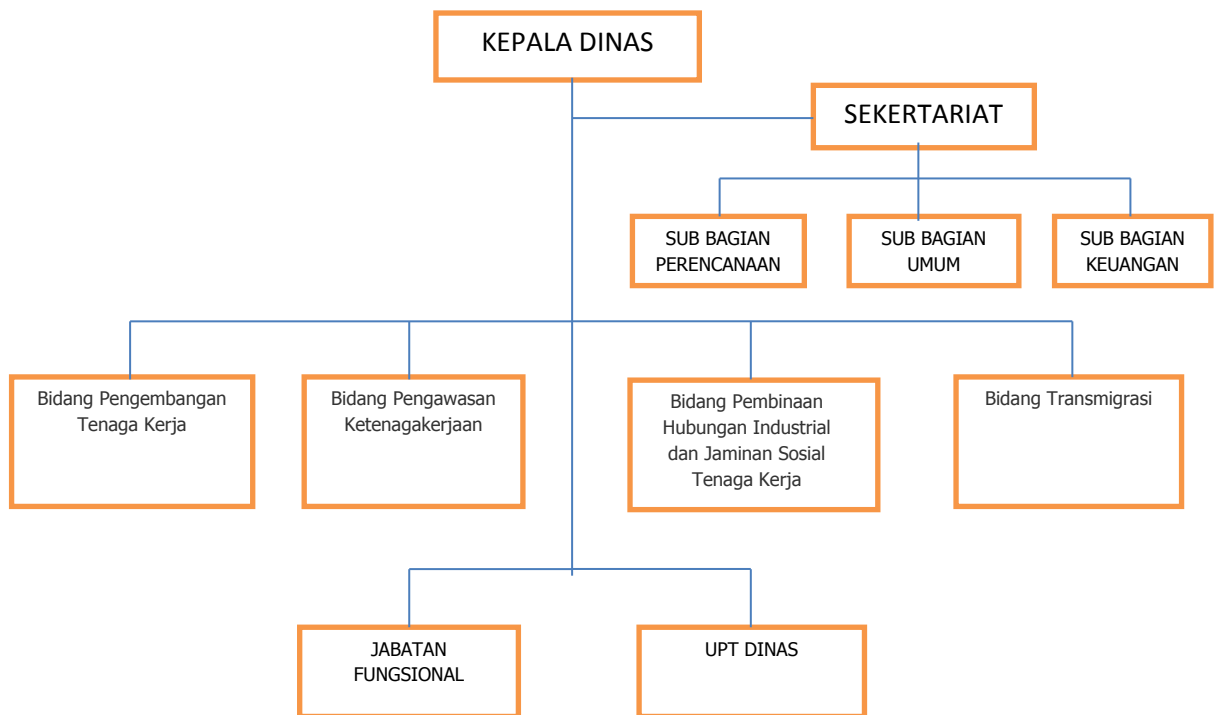 KEPALA DINAS
SEKERTARIAT
SUB BAGIAN
PERENCANAAN
SUB BAGIAN
UMUM
SUB BAGIAN
KEUANGAN
Bidang Pengembangan
Tenaga Kerja
Bidang Pengawasan
Ketenagakerjaan
Bidang Pembinaan
Hubungan Industrial
dan Jaminan Sosial
Tenaga Kerja
Bidang Transmigrasi
JABATAN
FUNGSIONAL
UPT DINAS